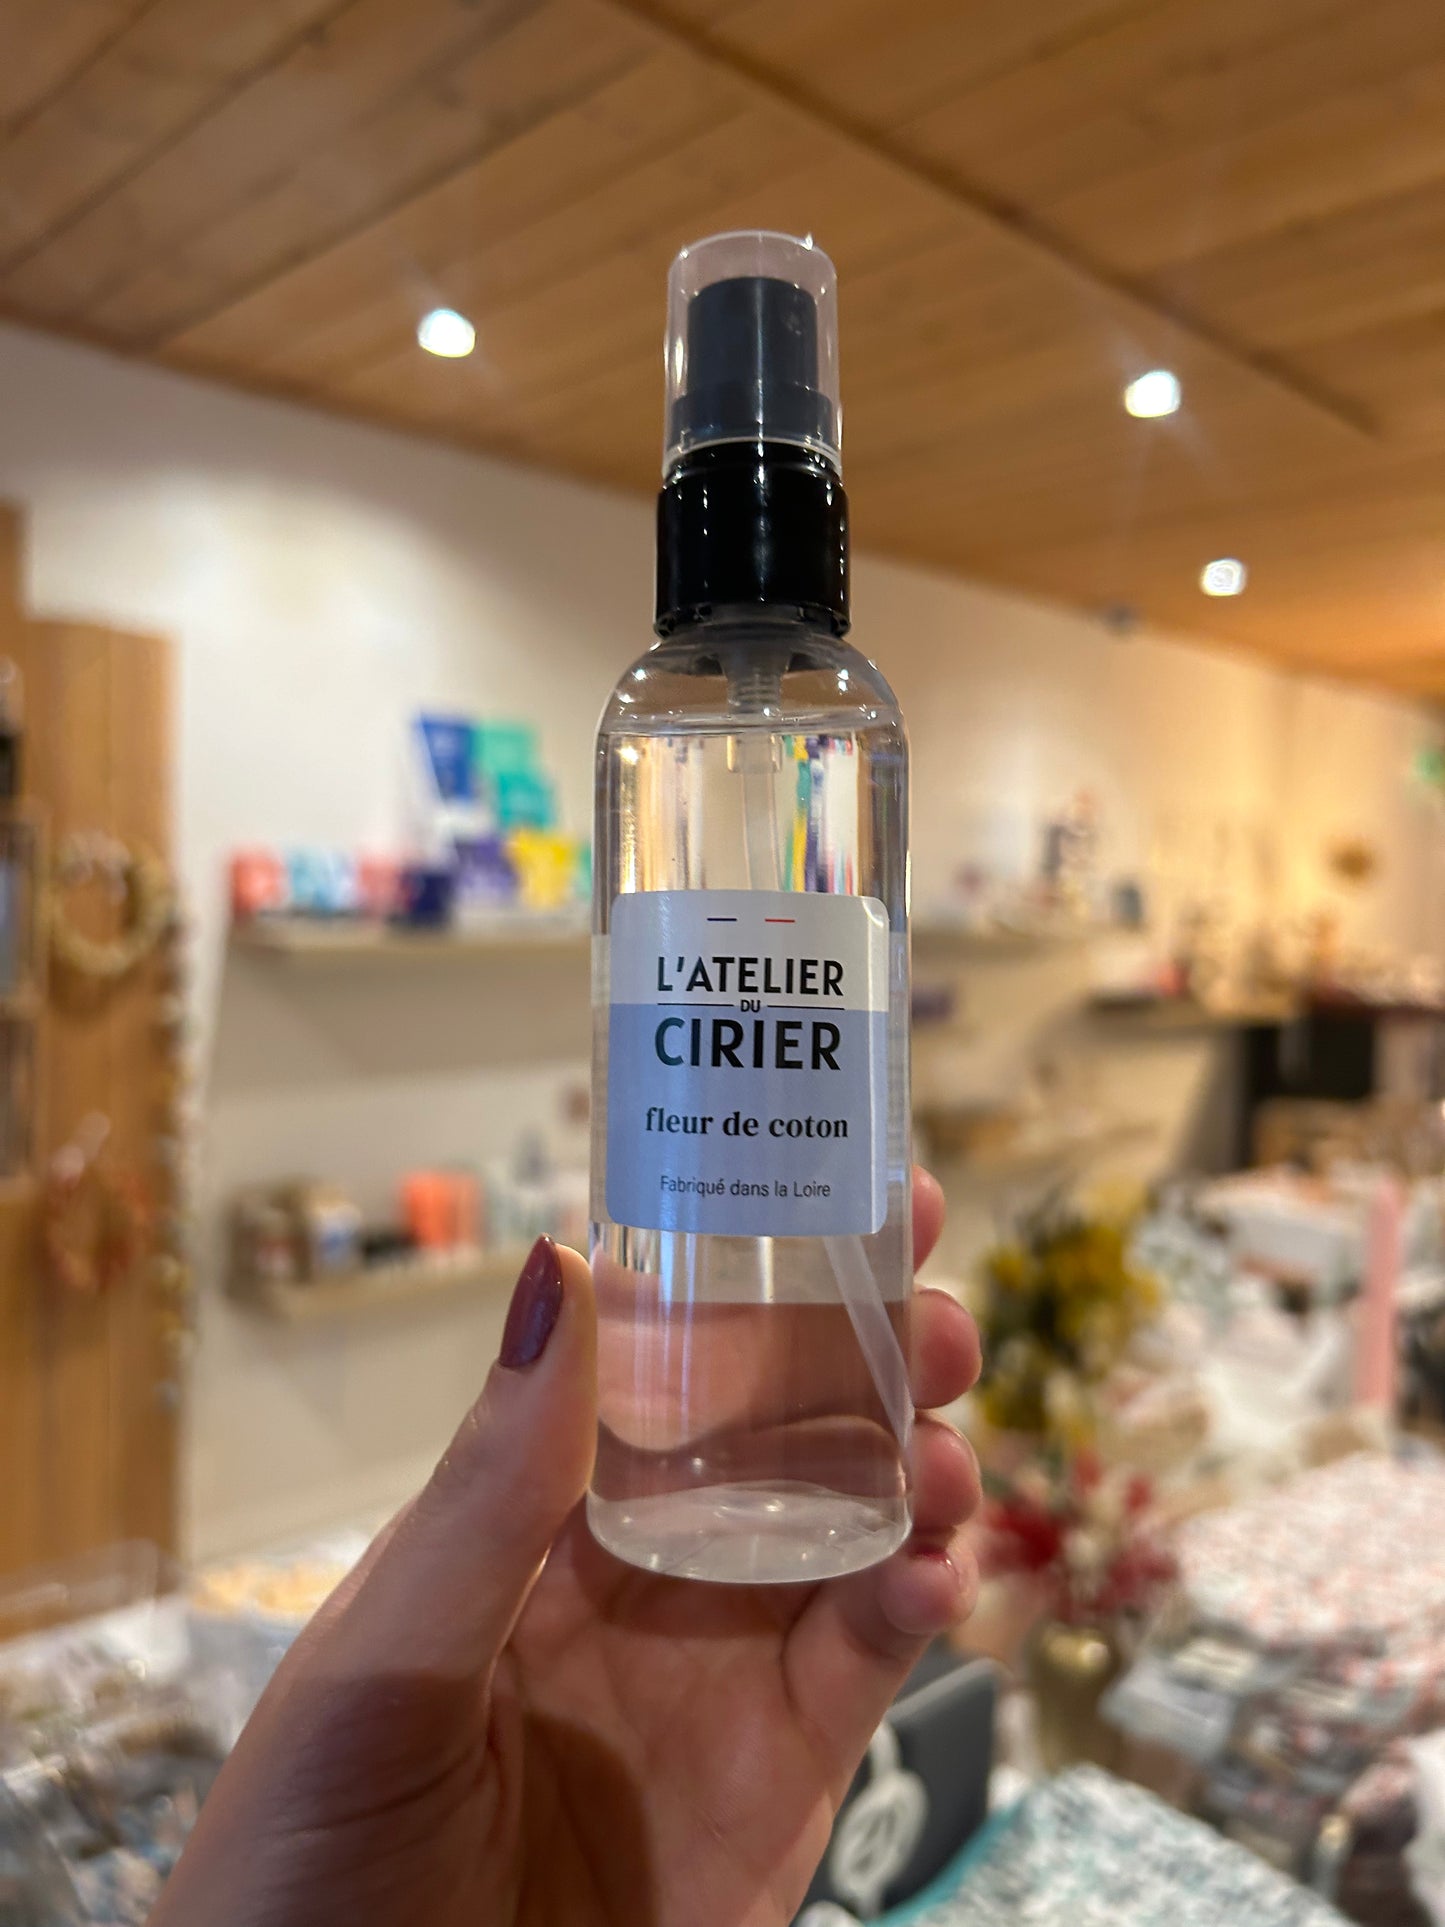 L'ATELIER
DU
CIRIER
fleur de coton
Fabriqué dans la Loire